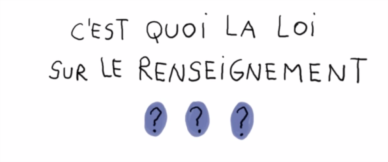 C'EST QUOI LA LOI
SUR LE RENSEIGNEMENT
? ? ?